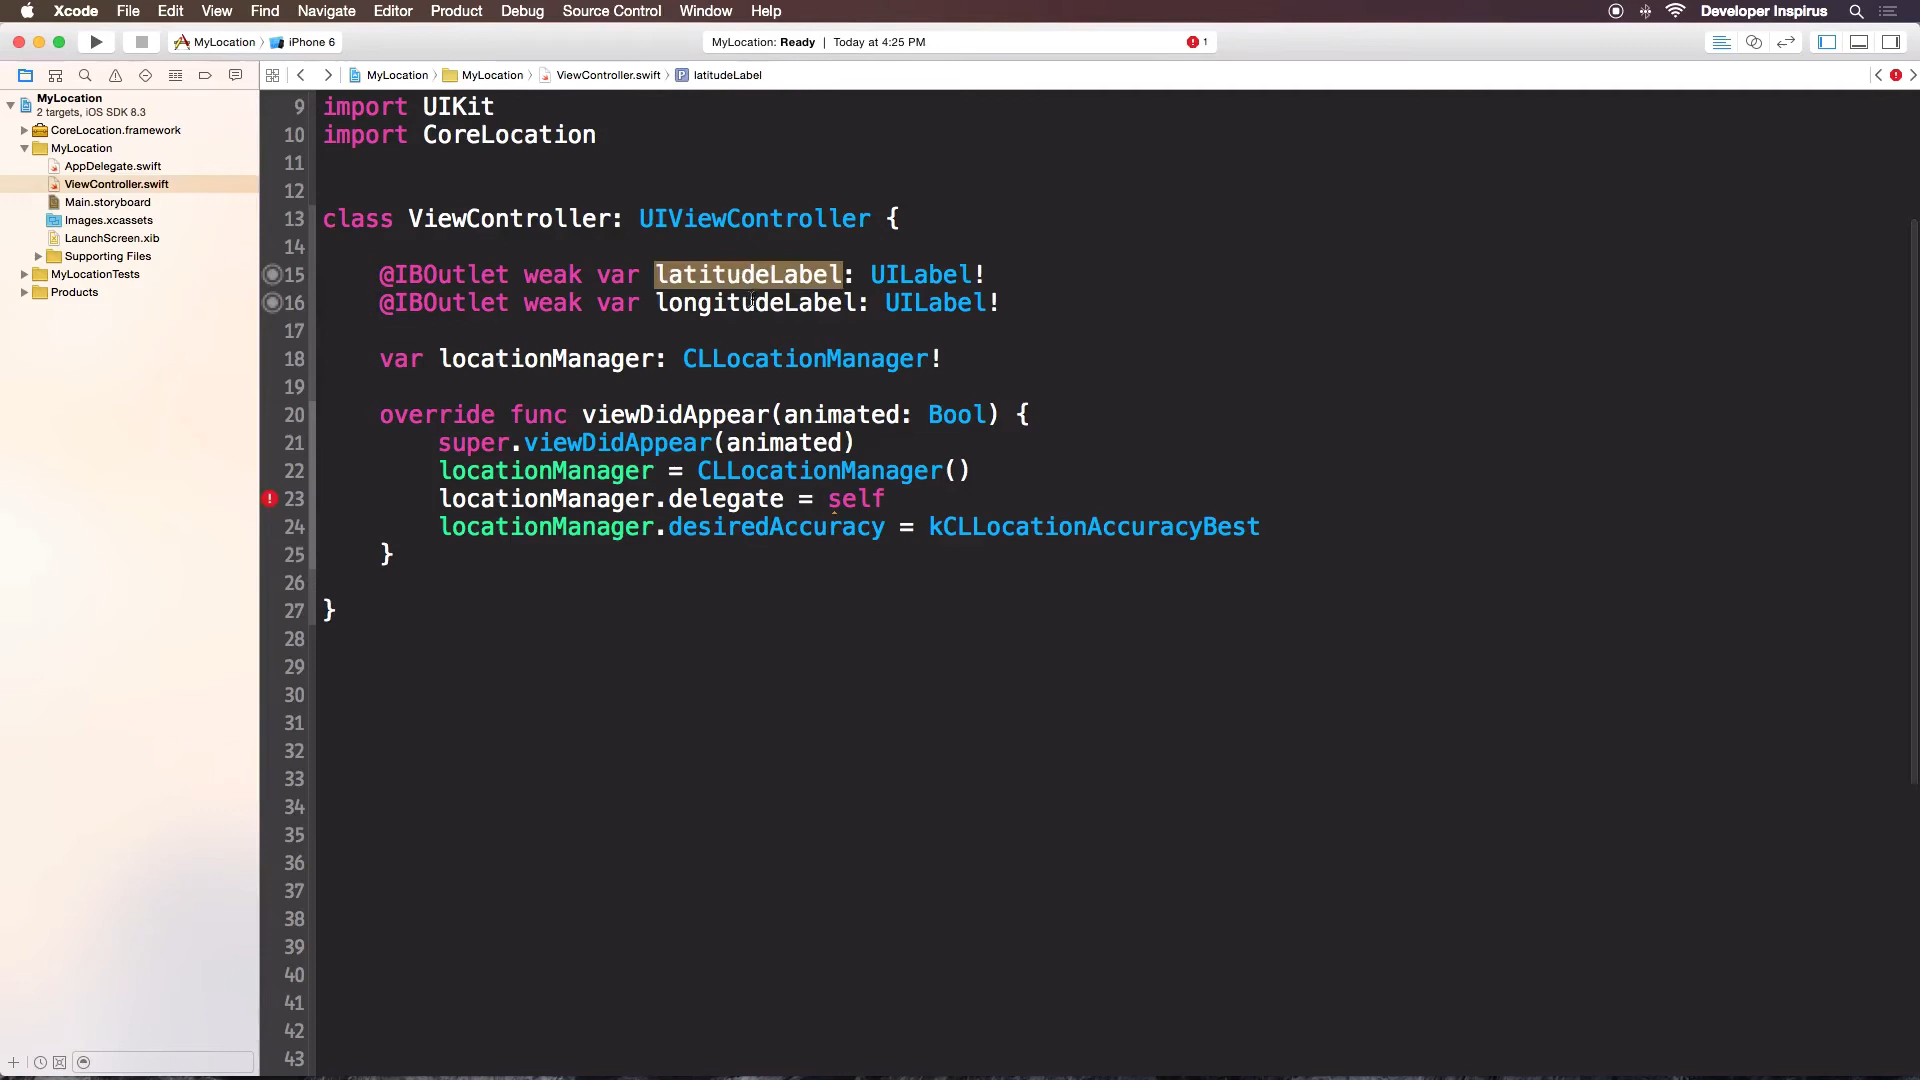 Xcode File Edit View Find Navigate Editor Product Debug Source Control Window Help Developer Inspirus
MyLocation iPhone 6 MyLocation: Ready | Today at 4:25 PM 1
MyLocation MyLocation ViewController.swift P latitudeLabel
MyLocation
2 targets, iOS SDK 8.3
CoreLocation.framework
MyLocation
AppDelegate.swift
ViewController.swift
Main.storyboard
Images.xcassets
LaunchScreen.xib
Supporting Files
MyLocationTests
Products
9 import UIKit
10 import CoreLocation
11
12
13 class ViewController: UIViewController {
14
15 @IBOutlet weak var latitudeLabel: UILabel!
16 @IBOutlet weak var longitudeLabel: UILabel!
17
18 var locationManager: CLLocationManager!
19
20 override func viewDidAppear(animated: Bool) {
21 super.viewDidAppear(animated)
22 locationManager = CLLocationManager()
23 locationManager.delegate = self
24 locationManager.desiredAccuracy = kCLLocationAccuracyBest
25 }
26
27 }
28
29
30
31
32
33
34
35
36
37
38
39
40
41
42
43